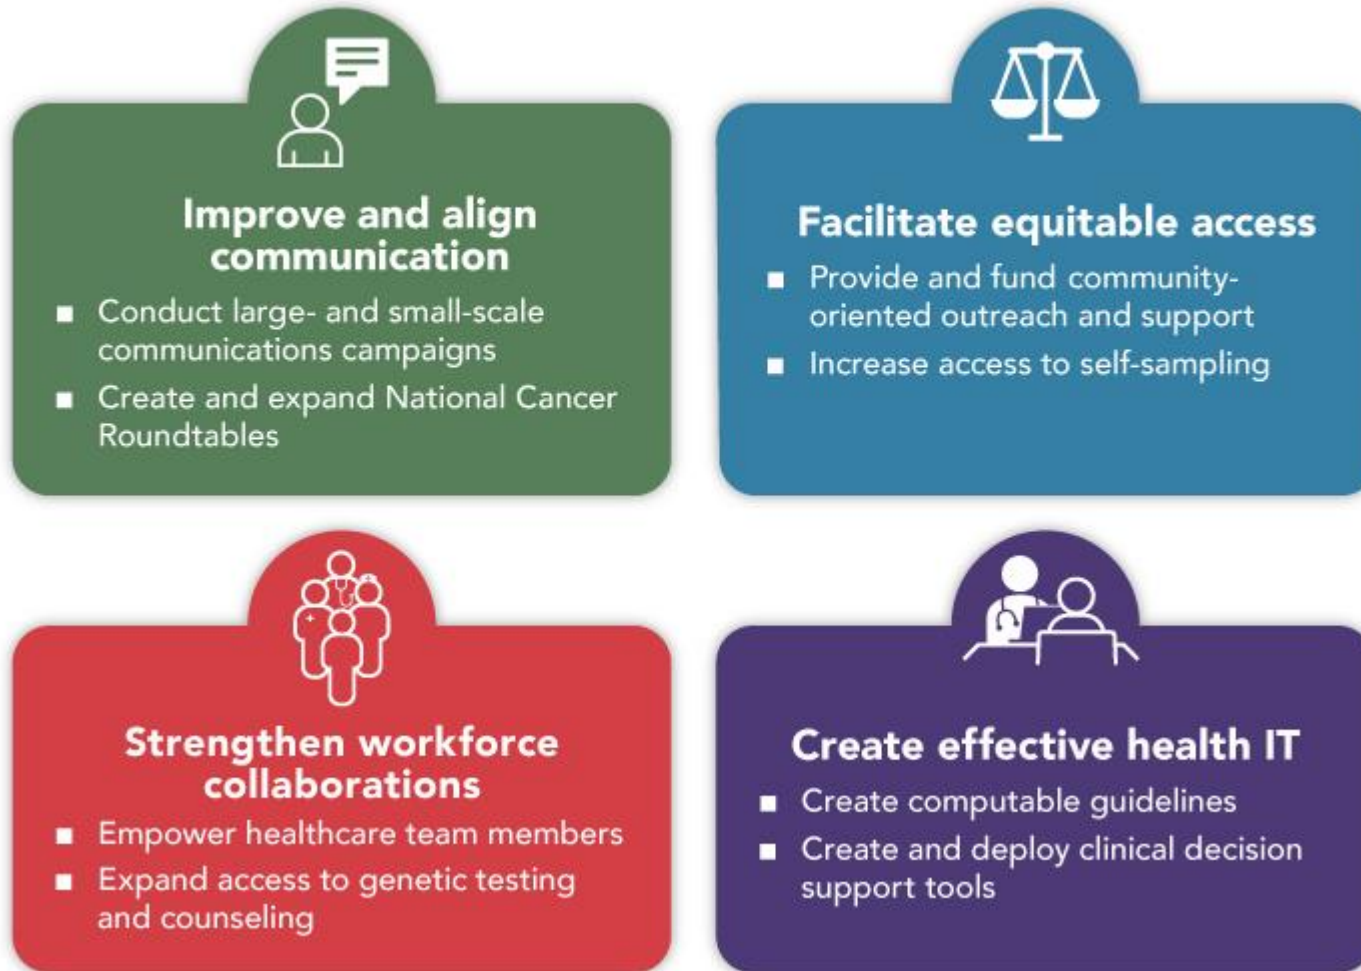 Improve and align
communication
■ Conduct large- and small-scale
communications campaigns
■ Create and expand National Cancer
Roundtables
Facilitate equitable access
■ Provide and fund community-
oriented outreach and support
■ Increase access to self-sampling
Strengthen workforce
collaborations
■ Empower healthcare team members
■ Expand access to genetic testing
and counseling
Create effective health IT
■ Create computable guidelines
■ Create and deploy clinical decision
support tools